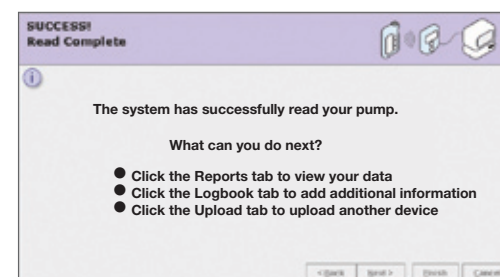 SUCCESS!
Read Complete
The system has successfully read your pump.
What can you do next?
● Click the Reports tab to view your data
● Click the Logbook tab to add additional information
● Click the Upload tab to upload another device
< Back Next > Finish Cancel